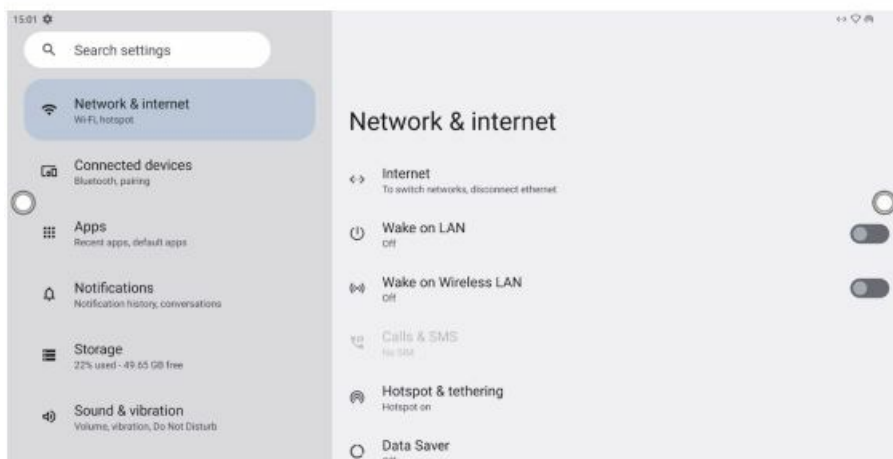 15:01
Search settings
Network & internet
Wi-Fi, hotspot
Connected devices
Bluetooth, pairing
Apps
Recent apps, default apps
Notifications
Notification history, conversations
Storage
22% used - 49.65 GB free
Sound & vibration
Volume, vibration, Do Not Disturb
Network & internet
Internet
To switch networks, disconnect ethernet
Wake on LAN
Off
Wake on Wireless LAN
Off
Calls & SMS
No SIM
Hotspot & tethering
Hotspot on
Data Saver